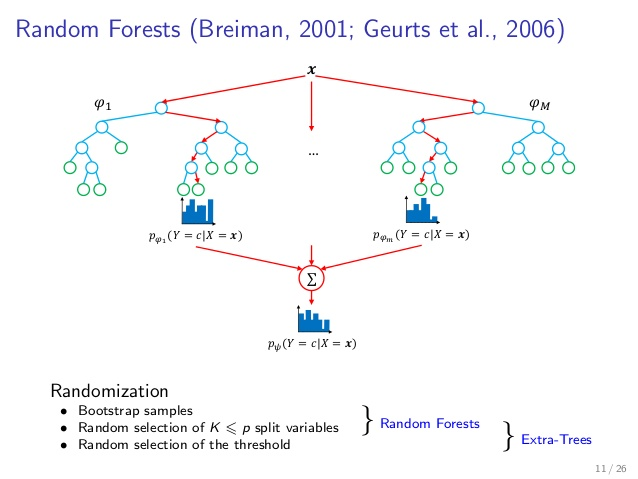 Random Forests (Breiman, 2001; Geurts et al., 2006)
𝒙
φ1 φM
...
pφ1(Y = c|X = 𝒙) pφm(Y = c|X = 𝒙)
∑
pψ(Y = c|X = 𝒙)
Randomization
• Bootstrap samples
• Random selection of K ⩽ p split variables } Random Forests
• Random selection of the threshold } Extra-Trees
11 / 26